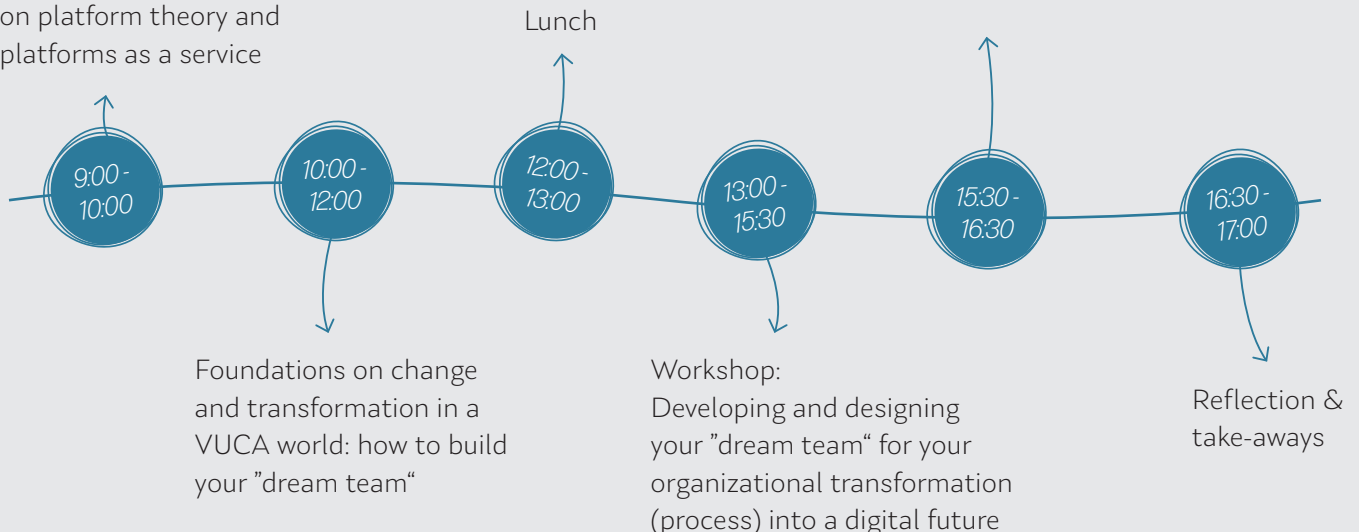 on platform theory and
platforms as a service
Lunch
9:00 -
10:00
10:00 -
12:00
12:00 -
13:00
13:00 -
15:30
15:30 -
16:30
16:30 -
17:00
Foundations on change
and transformation in a
VUCA world: how to build
your ”dream team“
Workshop:
Developing and designing
your ”dream team“ for your
organizational transformation
(process) into a digital future
Reflection &
take-aways